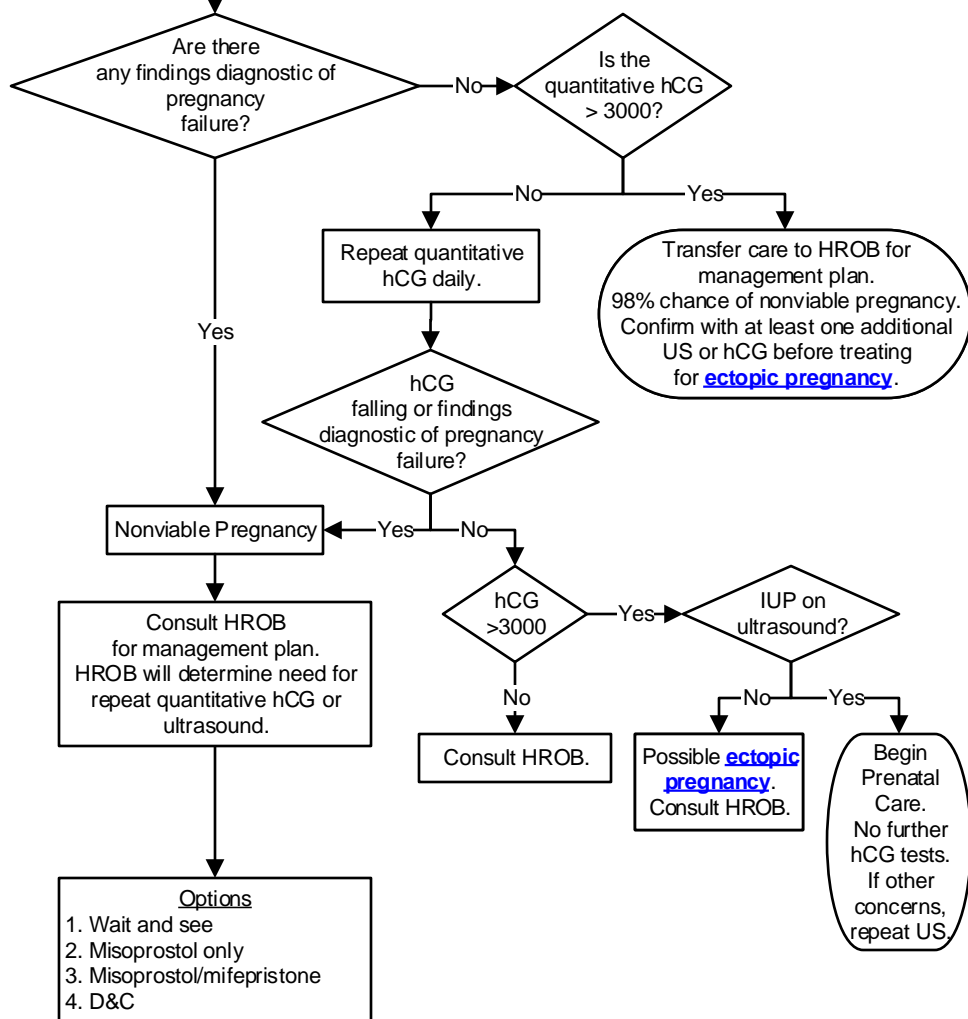 Are there
any findings diagnostic of
pregnancy
failure?
No
Is the
quantitative hCG
> 3000?
No
Yes
Repeat quantitative
hCG daily.
Transfer care to HROB for
management plan.
98% chance of nonviable pregnancy.
Confirm with at least one additional
US or hCG before treating
for ectopic pregnancy.
Yes
hCG
falling or findings
diagnostic of pregnancy
failure?
Nonviable Pregnancy
Yes
No
Consult HROB
for management plan.
HROB will determine need for
repeat quantitative hCG or
ultrasound.
hCG
>3000
Yes
IUP on
ultrasound?
No
No
Yes
Consult HROB.
Possible ectopic
pregnancy.
Consult HROB.
Begin
Prenatal
Care.
No further
hCG tests.
If other
concerns,
repeat US.
Options
1. Wait and see
2. Misoprostol only
3. Misoprostol/mifepristone
4. D&C